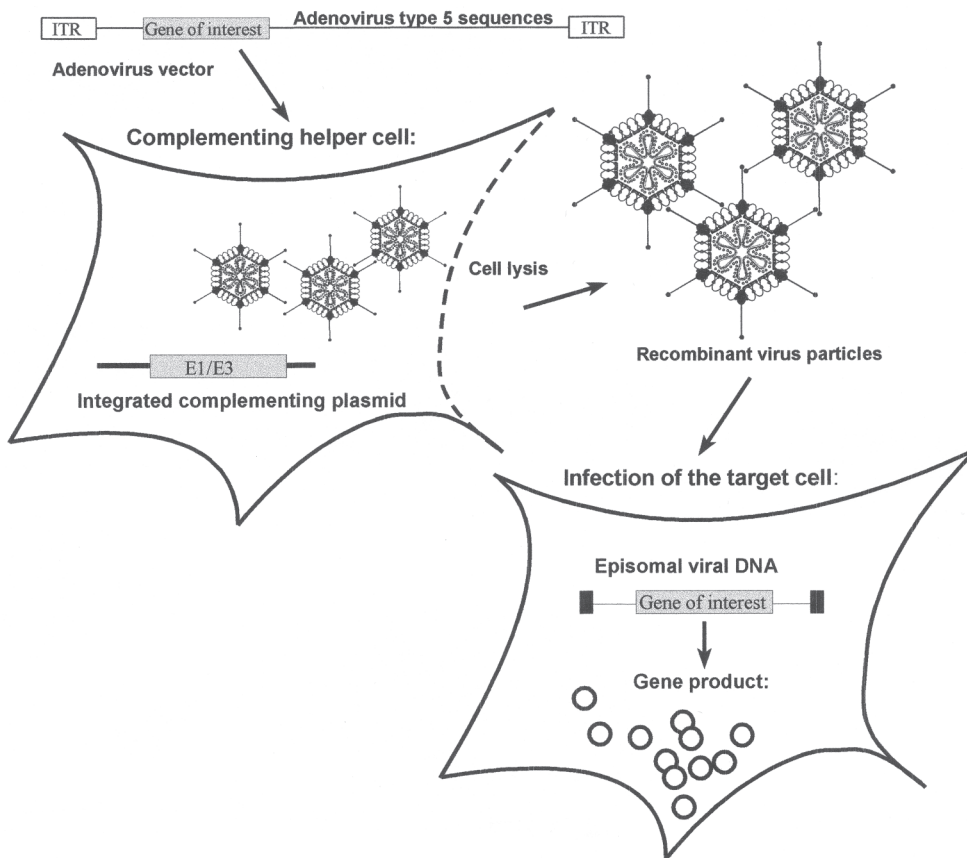 Adenovirus type 5 sequences
ITR Gene of interest ITR
Adenovirus vector
Complementing helper cell:
Cell lysis
E1/E3
Integrated complementing plasmid
Recombinant virus particles
Infection of the target cell:
Episomal viral DNA
Gene of interest
Gene product: